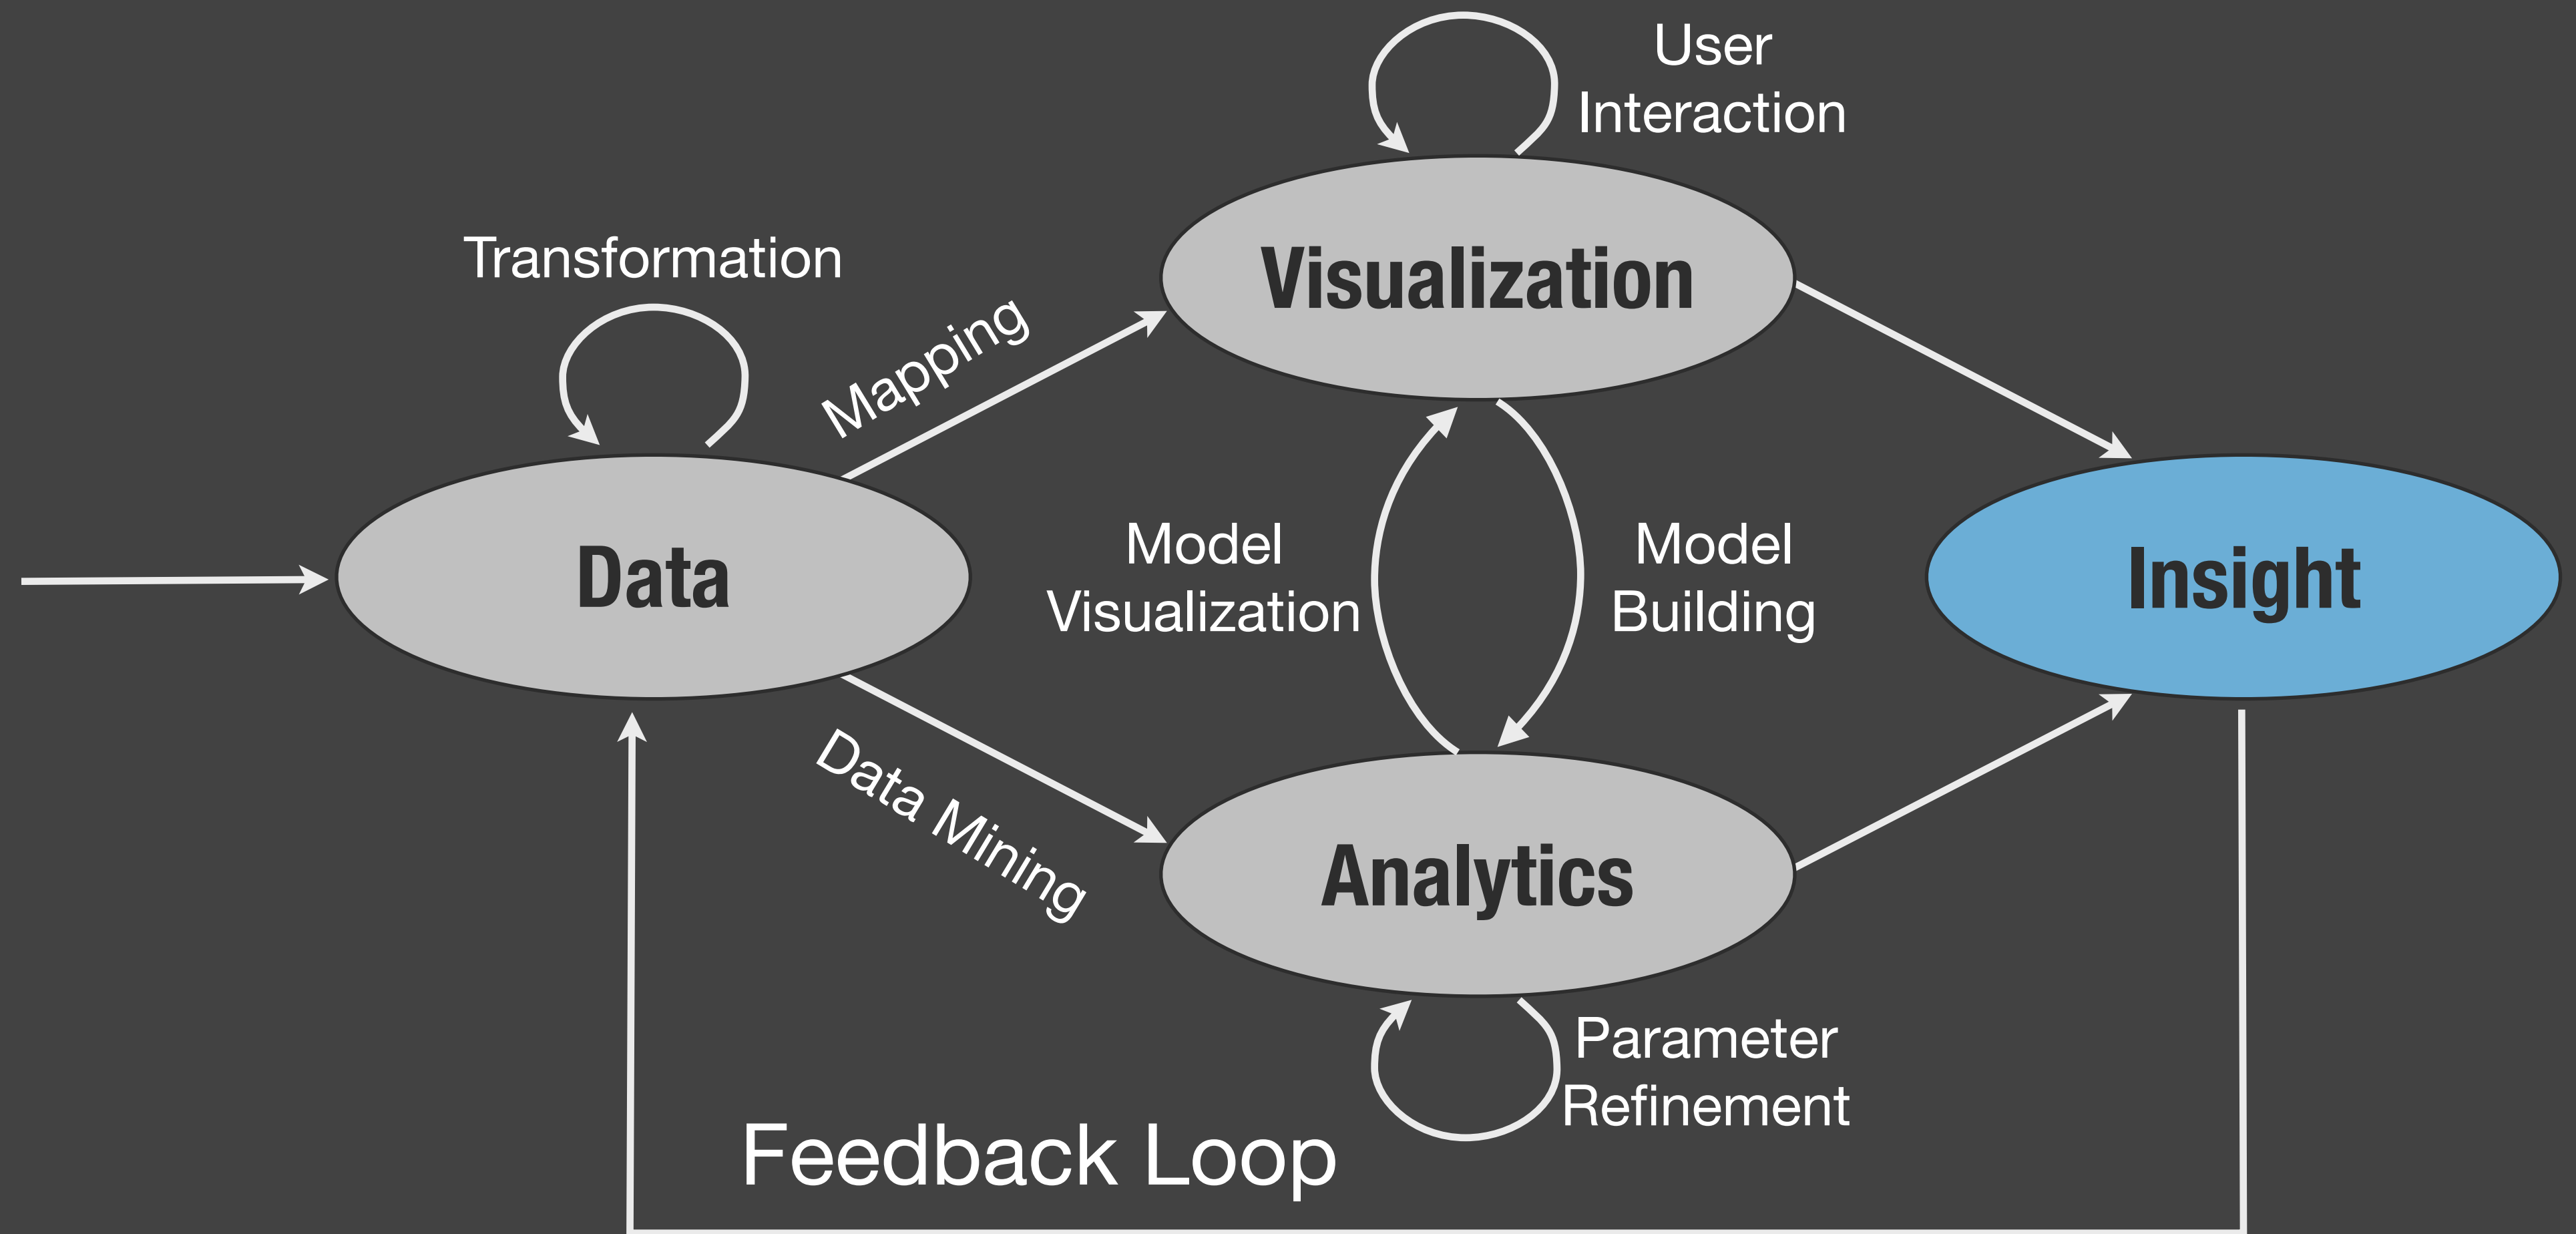 User
Interaction
Transformation
Visualization
Mapping
Data
Model
Visualization
Model
Building
Insight
Data Mining
Analytics
Parameter
Refinement
Feedback Loop